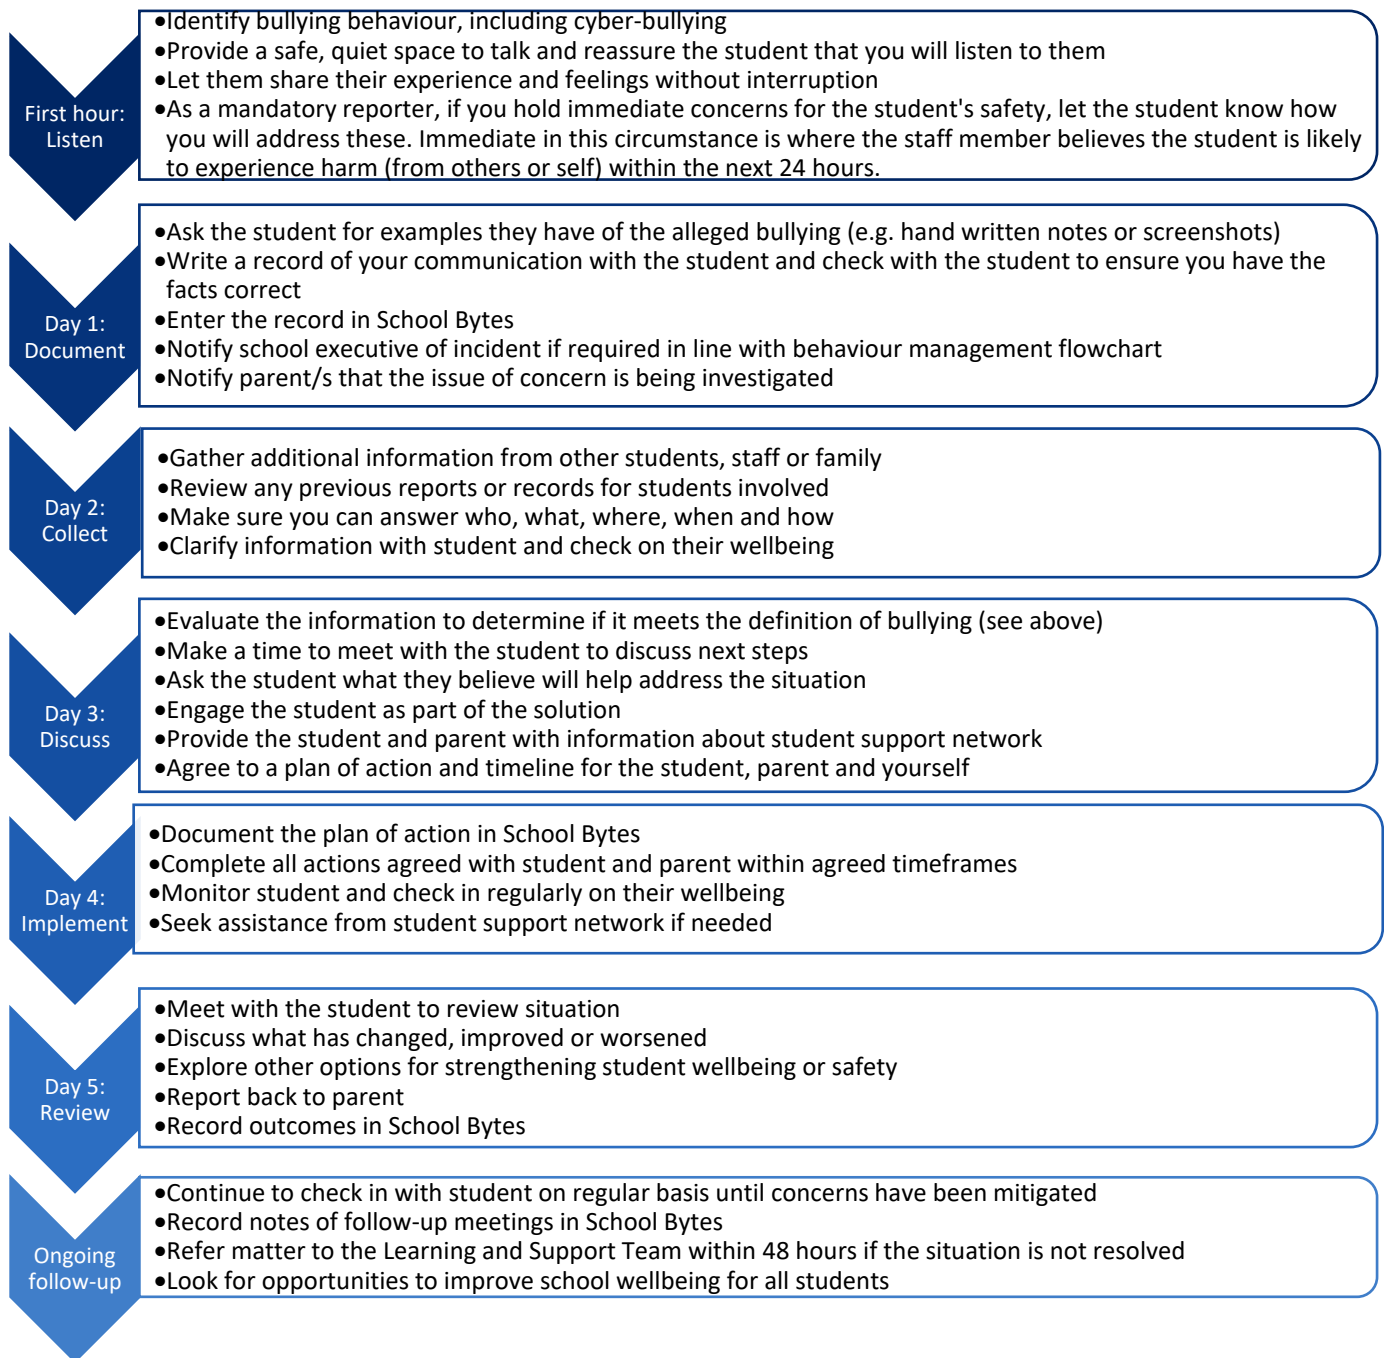 First hour:
Listen
•Identify bullying behaviour, including cyber-bullying
•Provide a safe, quiet space to talk and reassure the student that you will listen to them
•Let them share their experience and feelings without interruption
•As a mandatory reporter, if you hold immediate concerns for the student's safety, let the student know how
you will address these. Immediate in this circumstance is where the staff member believes the student is likely
to experience harm (from others or self) within the next 24 hours.
Day 1:
Document
•Ask the student for examples they have of the alleged bullying (e.g. hand written notes or screenshots)
•Write a record of your communication with the student and check with the student to ensure you have the
facts correct
•Enter the record in School Bytes
•Notify school executive of incident if required in line with behaviour management flowchart
•Notify parent/s that the issue of concern is being investigated
Day 2:
Collect
•Gather additional information from other students, staff or family
•Review any previous reports or records for students involved
•Make sure you can answer who, what, where, when and how
•Clarify information with student and check on their wellbeing
Day 3:
Discuss
•Evaluate the information to determine if it meets the definition of bullying (see above)
•Make a time to meet with the student to discuss next steps
•Ask the student what they believe will help address the situation
•Engage the student as part of the solution
•Provide the student and parent with information about student support network
•Agree to a plan of action and timeline for the student, parent and yourself
Day 4:
Implement
•Document the plan of action in School Bytes
•Complete all actions agreed with student and parent within agreed timeframes
•Monitor student and check in regularly on their wellbeing
•Seek assistance from student support network if needed
Day 5:
Review
•Meet with the student to review situation
•Discuss what has changed, improved or worsened
•Explore other options for strengthening student wellbeing or safety
•Report back to parent
•Record outcomes in School Bytes
Ongoing
follow-up
•Continue to check in with student on regular basis until concerns have been mitigated
•Record notes of follow-up meetings in School Bytes
•Refer matter to the Learning and Support Team within 48 hours if the situation is not resolved
•Look for opportunities to improve school wellbeing for all students